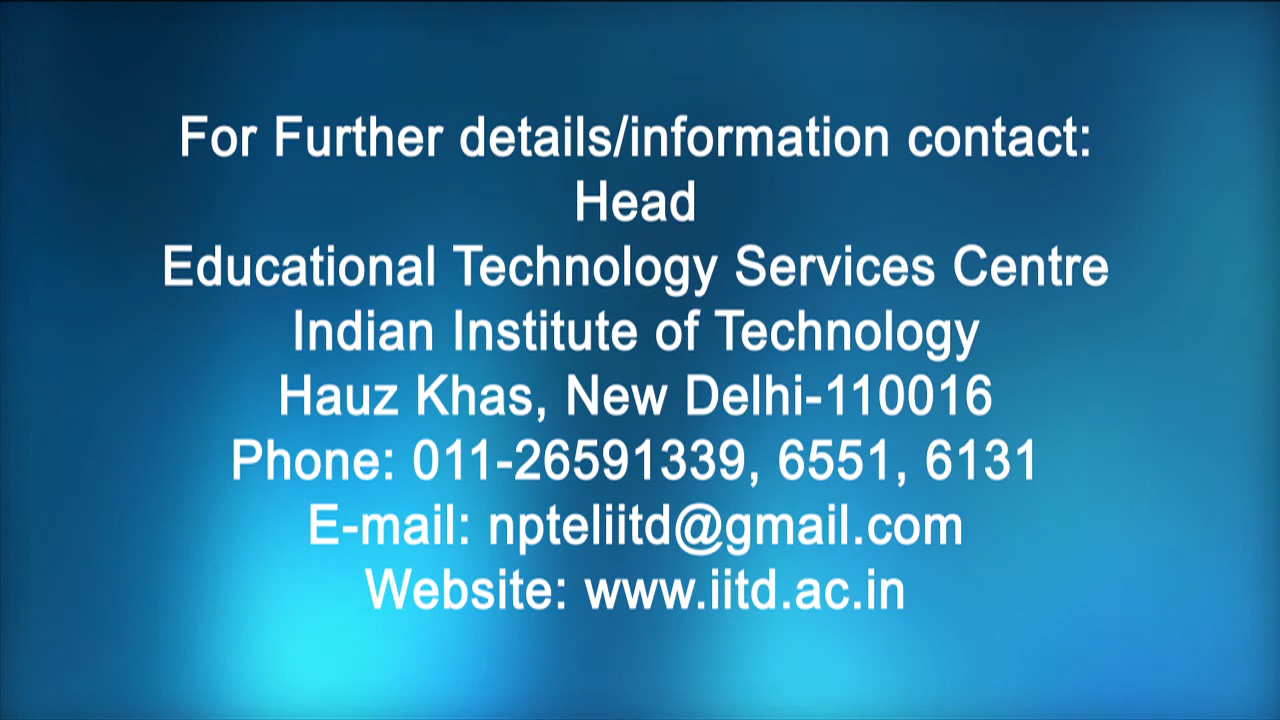 For Further details/information contact:
Head
Educational Technology Services Centre
Indian Institute of Technology
Hauz Khas, New Delhi-110016
Phone: 011-26591339, 6551, 6131
E-mail: npteliitd@gmail.com
Website: www.iitd.ac.in